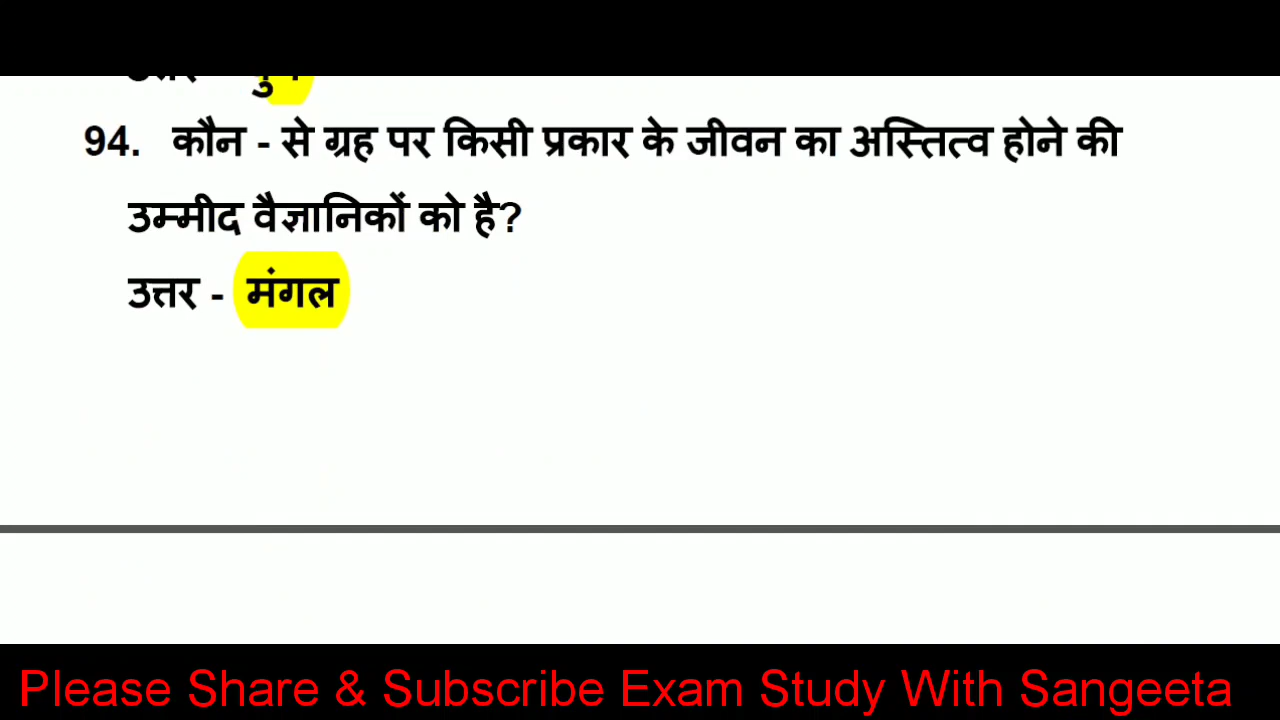 94. कौन - से ग्रह पर किसी प्रकार के जीवन का अस्तित्व होने की
उम्मीद वैज्ञानिकों को है?
उत्तर - मंगल
Please Share & Subscribe Exam Study With Sangeeta